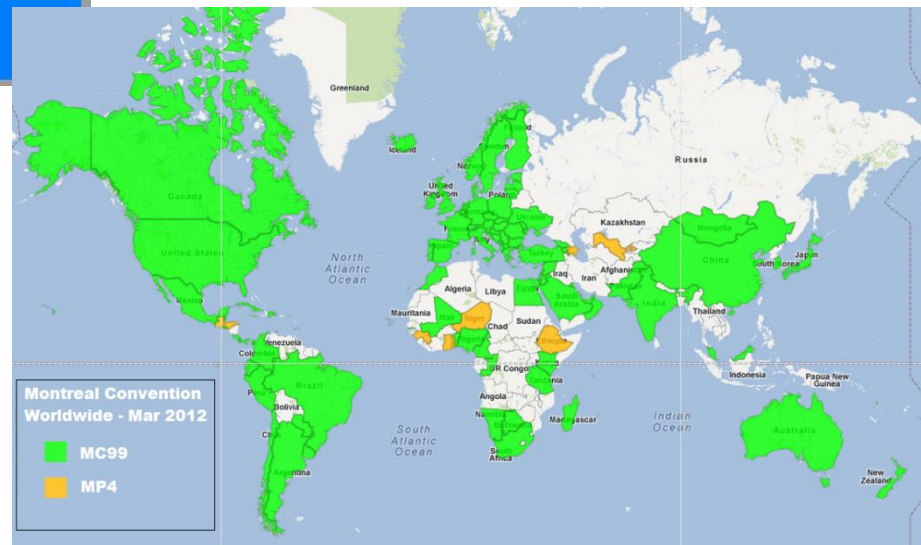 Greenland
Iceland
Finland
Sweden
Norway
Russia
Canada
United
Kingdom
Poland
Germany
Ukraine
France
Kazakhstan
Mongolia
Italy
Spain
Turkey
United States
China
South Korea
Japan
North
Atlantic
Ocean
Iraq
Iran
Afghanistan
Pakistan
Algeria
Libya
Egypt
Saudi
Arabia
India
México
Mauritania
Mali
Niger
Chad
Sudan
Thailand
Nigeria
Ethiopia
Venezuela
Colombia
DR Congo
Kenya
Tanzania
Indonesia
Papua New
Guinea
Montreal Convention
Worldwide - Mar 2012
MC99
MP4
Peru
Brazil
Bolivia
Chile
Argentina
Angola
Namibia
Botswana
Madagascar
South
Africa
South
Atlantic
Ocean
Indian
Ocean
Australia
New
Zealand